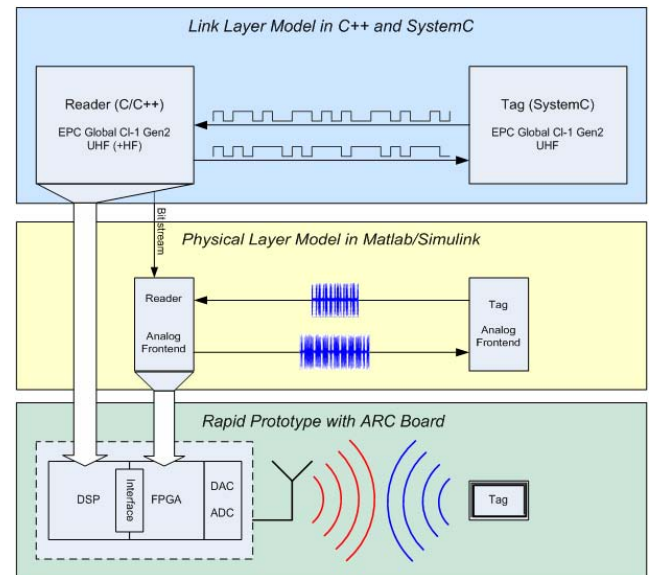 Link Layer Model in C++ and SystemC
Reader (C/C++)
EPC Global Cl-1 Gen2
UHF (+HF)
Tag (SystemC)
EPC Global Cl-1 Gen2
UHF
Bit stream
Physical Layer Model in Matlab/Simulink
Reader
Analog
Frontend
Tag
Analog
Frontend
Rapid Prototype with ARC Board
DSP
Interface
FPGA
DAC
ADC
Tag